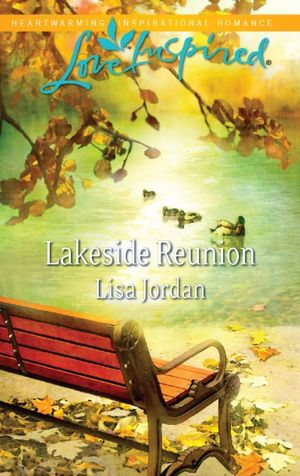 HEARTWARMING INSPIRATIONAL ROMANCE
Love Inspired®
Lakeside Reunion
Lisa Jordan